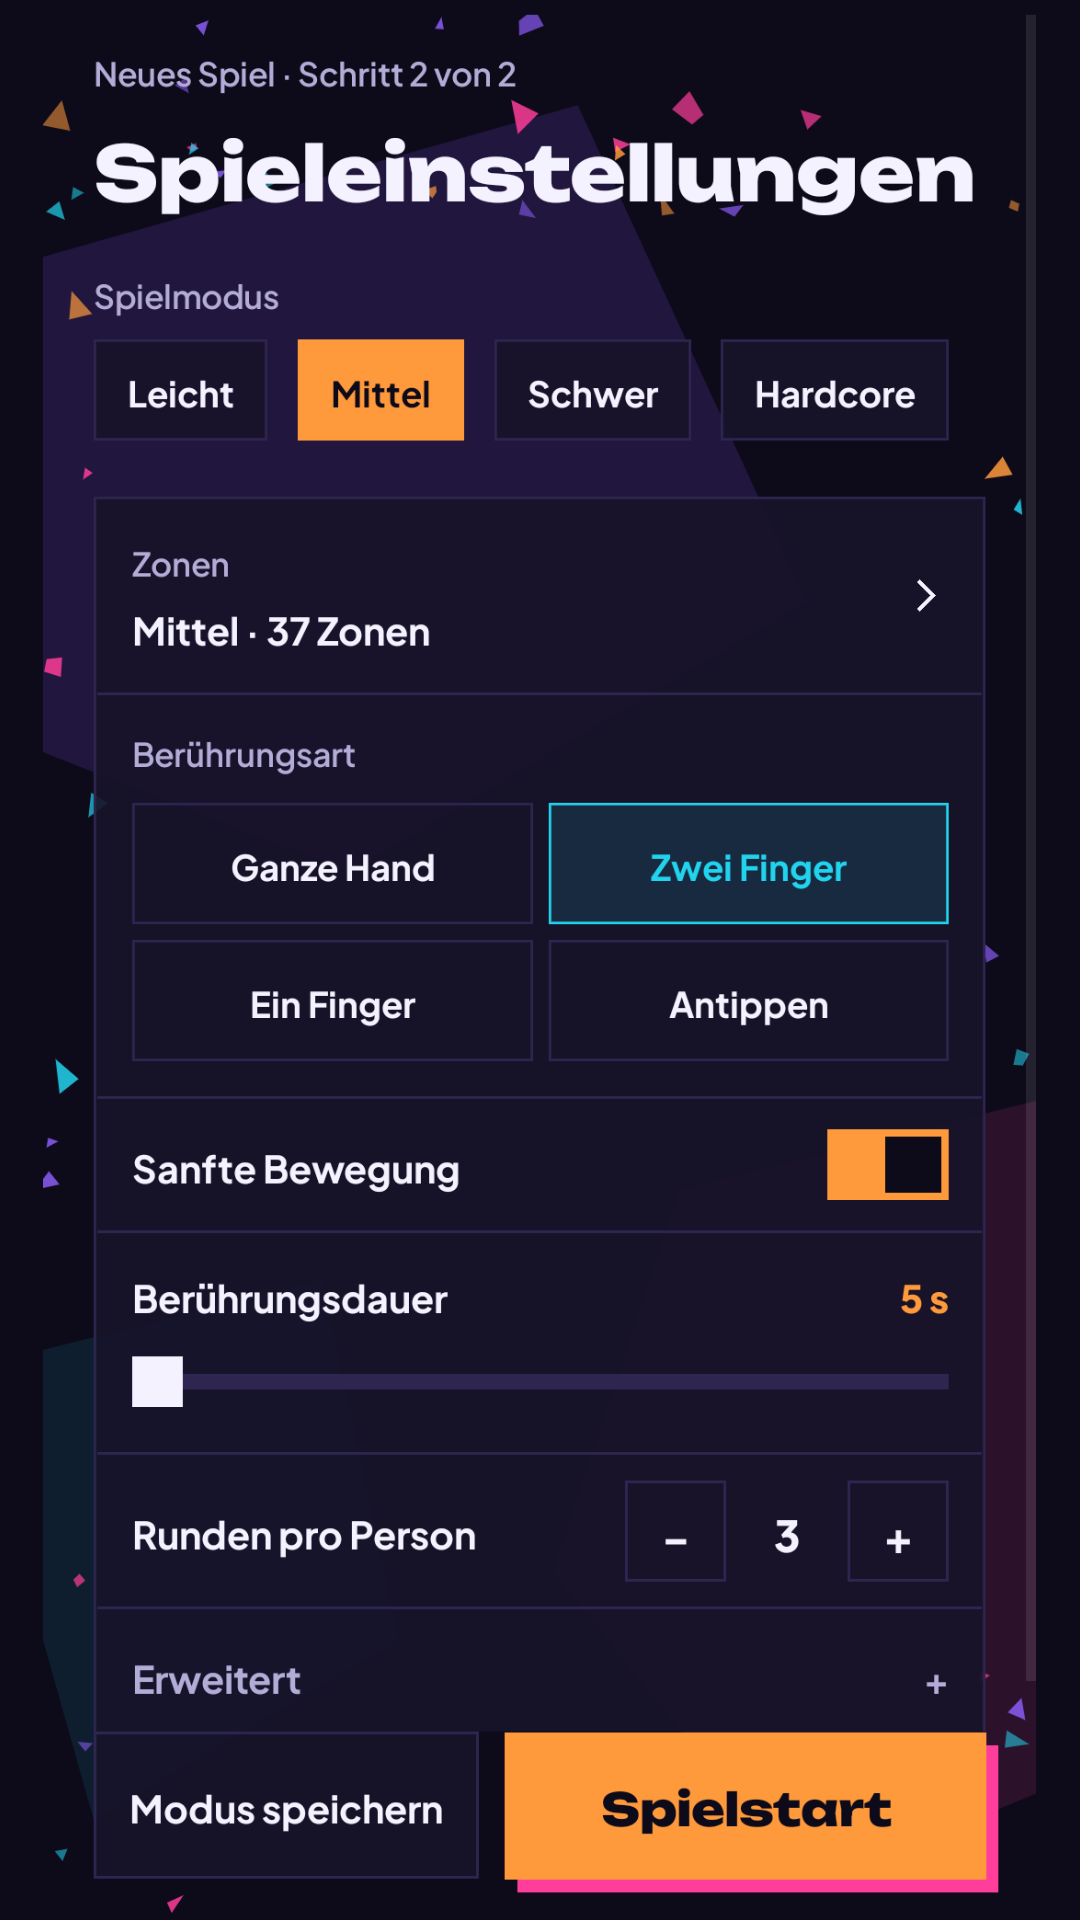 Neues Spiel · Schritt 2 von 2
Spieleinstellungen
Spielmodus
Leicht
Mittel
Schwer
Hardcore
Zonen
Mittel · 37 Zonen
Berührungsart
Ganze Hand
Zwei Finger
Ein Finger
Antippen
Sanfte Bewegung
Berührungsdauer
5 s
Runden pro Person
– 3 +
Erweitert +
Modus speichern
Spielstart